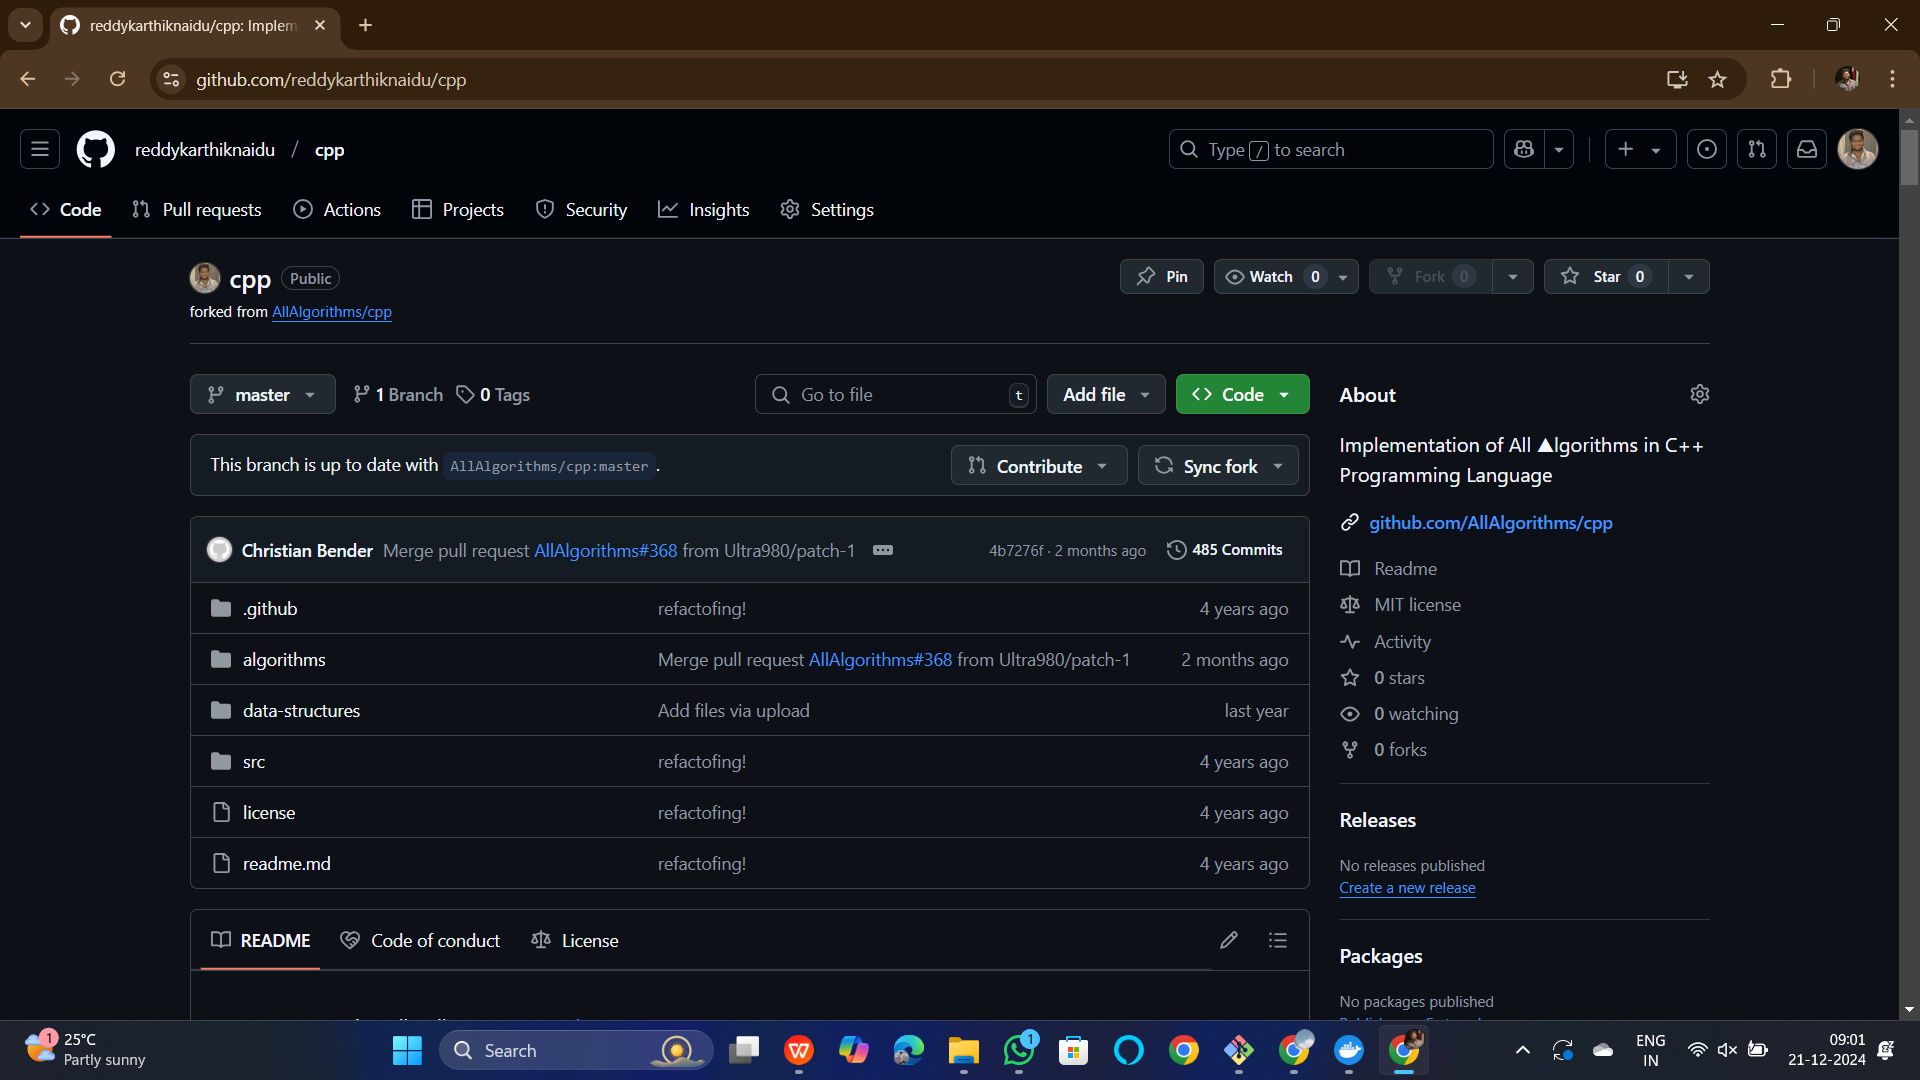 reddykarthiknaidu/cpp: Implem
github.com/reddykarthiknaidu/cpp
reddykarthiknaidu / cpp
Type / to search
Code Pull requests Actions Projects Security Insights Settings
cpp Public
Pin Watch 0 Fork 0 Star 0
forked from AllAlgorithms/cpp
master 1 Branch 0 Tags Go to file t Add file Code
This branch is up to date with AllAlgorithms/cpp:master .
Contribute Sync fork
Christian Bender Merge pull request AllAlgorithms#368 from Ultra980/patch-1 4b7276f · 2 months ago 485 Commits
.github refactofing! 4 years ago
algorithms Merge pull request AllAlgorithms#368 from Ultra980/patch-1 2 months ago
data-structures Add files via upload last year
src refactofing! 4 years ago
license refactofing! 4 years ago
readme.md refactofing! 4 years ago
README Code of conduct License
About
Implementation of All ▲lgorithms in C++
Programming Language
github.com/AllAlgorithms/cpp
Readme
MIT license
Activity
0 stars
0 watching
0 forks
Releases
No releases published
Create a new release
Packages
No packages published
1
25°C
Partly sunny
Search
1
ENG
IN
09:01
21-12-2024